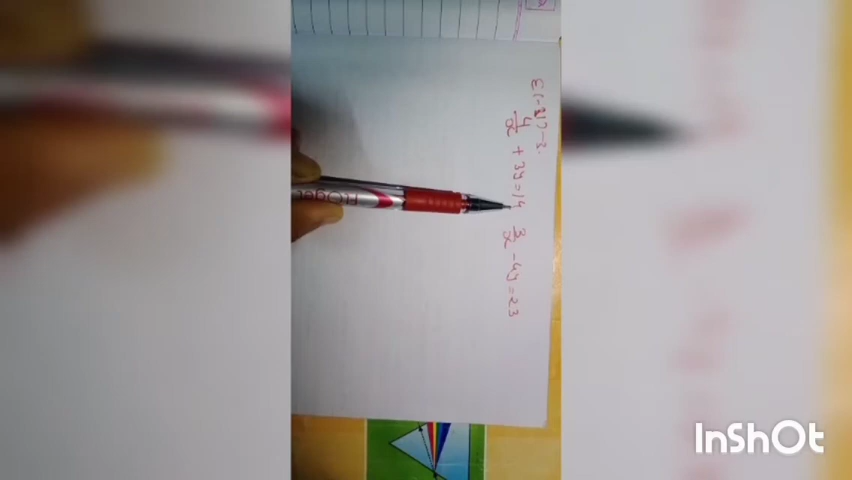 4/x + 3y = 14 3/x - 4y = 23
InShOt